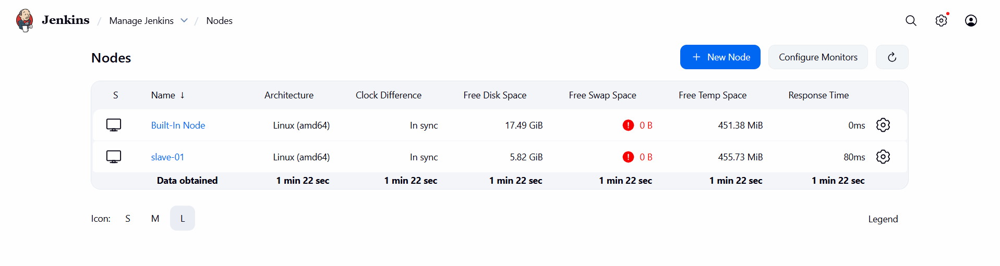 Jenkins / Manage Jenkins / Nodes
Nodes
+ New Node Configure Monitors
S Name ↓ Architecture Clock Difference Free Disk Space Free Swap Space Free Temp Space Response Time
Built-In Node Linux (amd64) In sync 17.49 GiB ! 0 B 451.38 MiB 0ms
slave-01 Linux (amd64) In sync 5.82 GiB ! 0 B 455.73 MiB 80ms
Data obtained 1 min 22 sec 1 min 22 sec 1 min 22 sec 1 min 22 sec 1 min 22 sec 1 min 22 sec
Icon: S M L Legend